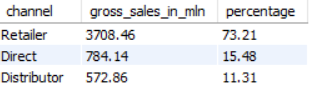 channel gross_sales_in_mln percentage
Retailer 3708.46 73.21
Direct 784.14 15.48
Distributor 572.86 11.31